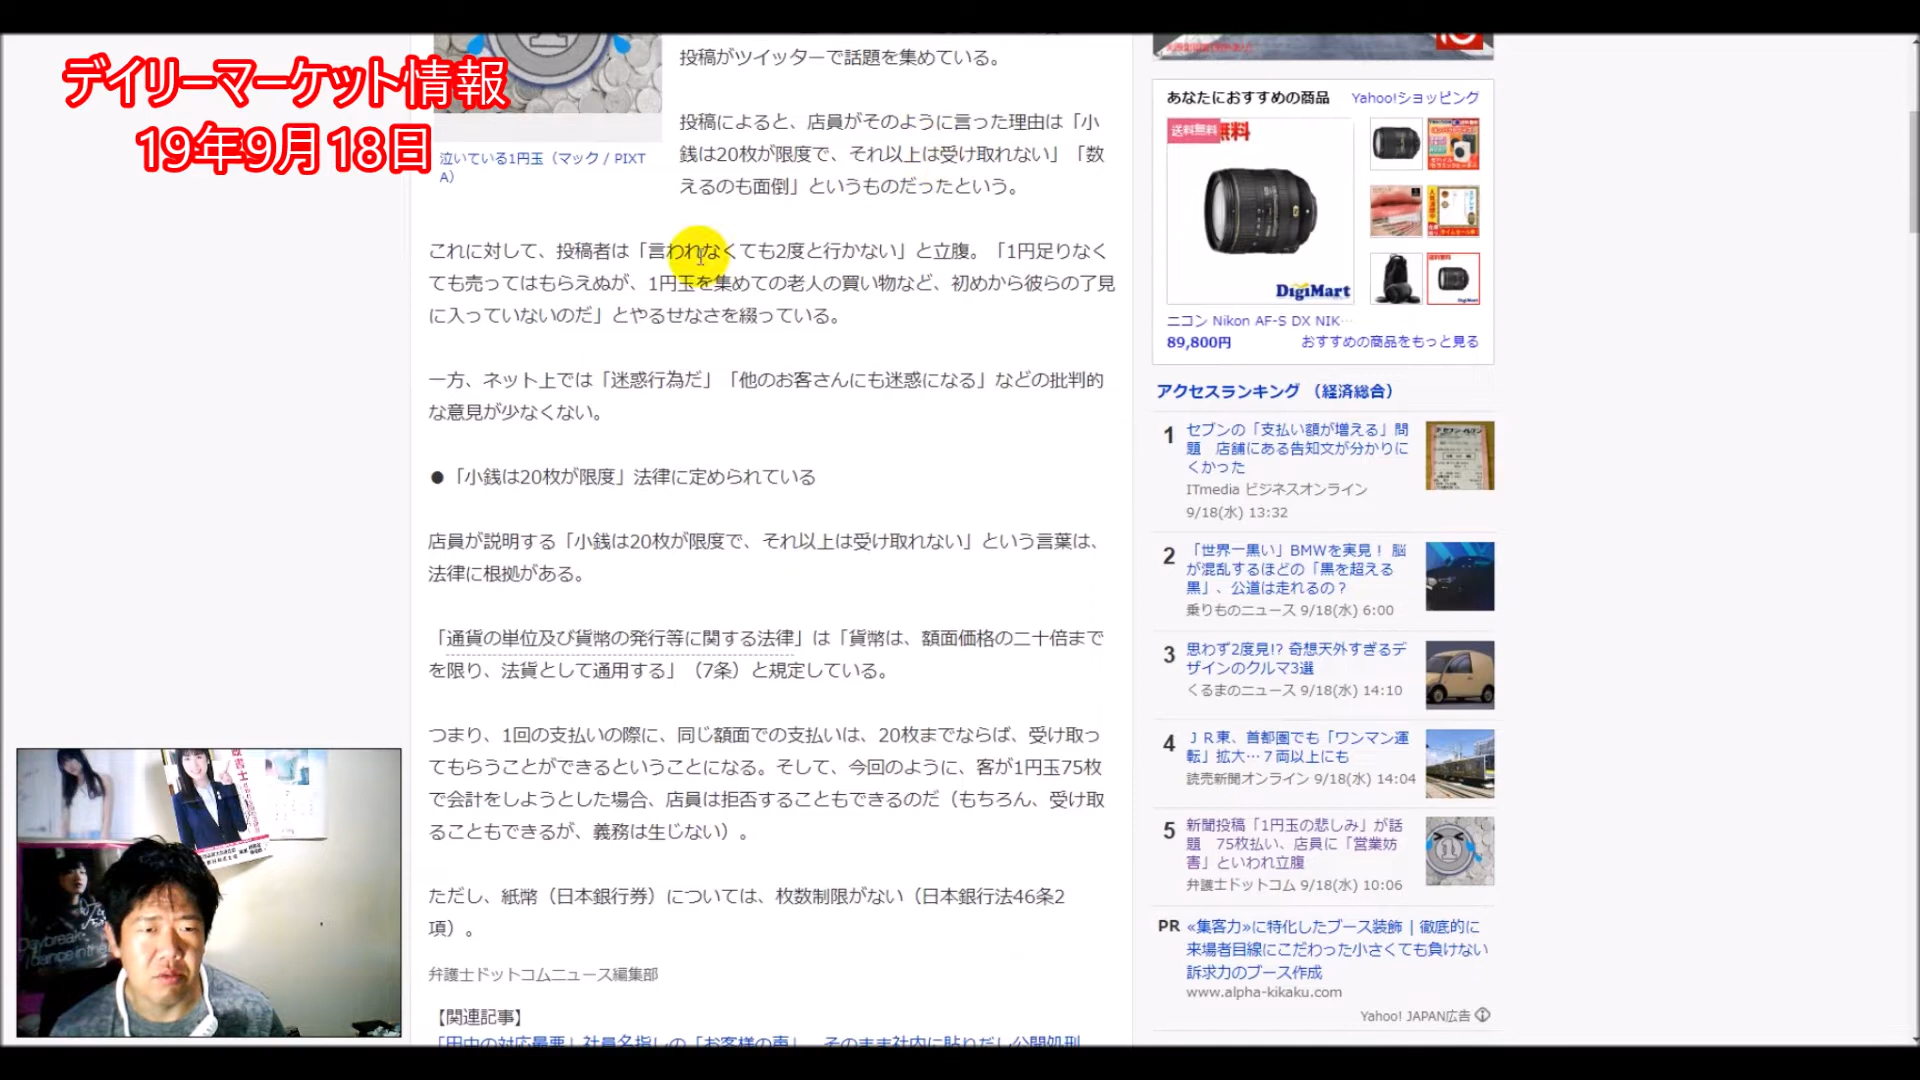 デイリーマーケット情報
19年9月18日
投稿がツイッターで話題を集めている。
投稿によると、店員がそのように言った理由は「小
銭は20枚が限度で、それ以上は受け取れない」「数
えるのも面倒」というものだったという。
泣いている1円玉（マック / PIXT
A）
これに対して、投稿者は「言われなくても2度と行かない」と立腹。「1円足りなく
ても売ってはもらえぬが、1円玉を集めての老人の買い物など、初めから彼らの了見
に入っていないのだ」とやるせなさを綴っている。
一方、ネット上では「迷惑行為だ」「他のお客さんにも迷惑になる」などの批判的
な意見が少なくない。
●「小銭は20枚が限度」法律に定められている
店員が説明する「小銭は20枚が限度で、それ以上は受け取れない」という言葉は、
法律に根拠がある。
「通貨の単位及び貨幣の発行等に関する法律」は「貨幣は、額面価格の二十倍まで
を限り、法貨として通用する」（7条）と規定している。
つまり、1回の支払いの際に、同じ額面での支払いは、20枚までならば、受け取っ
てもらうことができるということになる。そして、今回のように、客が1円玉75枚
で会計をしようとした場合、店員は拒否することもできるのだ（もちろん、受け取
ることもできるが、義務は生じない）。
ただし、紙幣（日本銀行券）については、枚数制限がない（日本銀行法46条2
項）。
弁護士ドットコムニュース編集部
【関連記事】
「田中の対応最悪」社員名指しの「お客様の声」、そのまま社内に貼りだし公開処刑
あなたにおすすめの商品 Yahoo!ショッピング
送料無料
無料
DigiMart
ニコン Nikon AF-S DX NIK…
89,800円 おすすめの商品をもっと見る
アクセスランキング （経済総合）
1 セブンの「支払い額が増える」問
題 店舗にある告知文が分かりに
くかった
ITmedia ビジネスオンライン
9/18(水) 13:32
2 「世界一黒い」BMWを実見！ 脳
が混乱するほどの「黒を超える
黒」、公道は走れるの？
乗りものニュース 9/18(水) 6:00
3 思わず2度見!? 奇想天外すぎるデ
ザインのクルマ3選
くるまのニュース 9/18(水) 14:10
4 ＪＲ東、首都圏でも「ワンマン運
転」拡大…７両以上にも
読売新聞オンライン 9/18(水) 14:04
5 新聞投稿「1円玉の悲しみ」が話
題 75枚払い、店員に「営業妨
害」といわれ立腹
弁護士ドットコム 9/18(水) 10:06
PR «集客力»に特化したブース装飾 | 徹底的に
来場者目線にこだわった小さくても負けない
訴求力のブース作成
www.alpha-kikaku.com
Yahoo! JAPAN広告